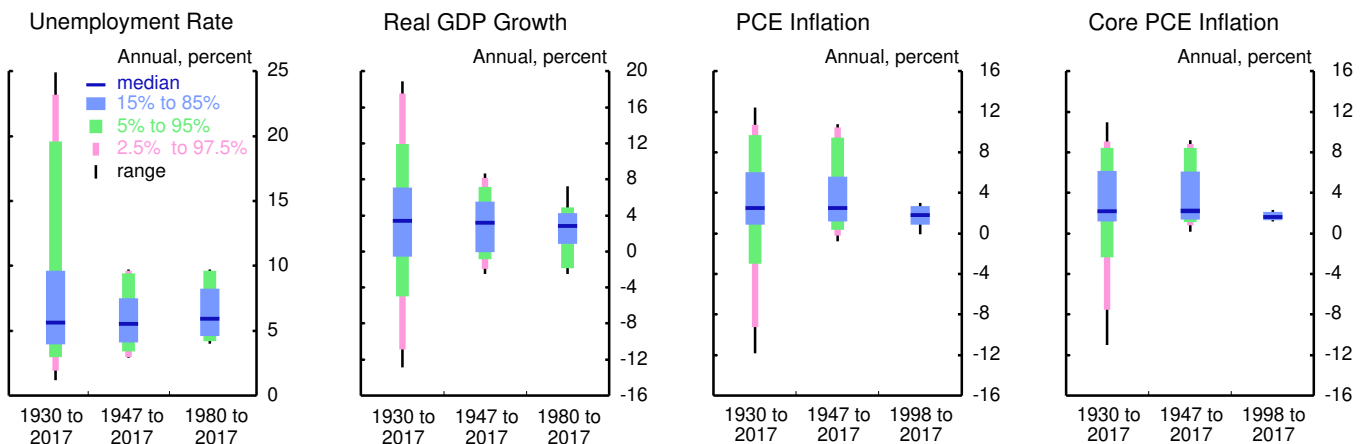 Unemployment Rate
Annual, percent
25
20
15
10
5
0
median
15% to 85%
5% to 95%
2.5% to 97.5%
range
1930 to
2017
1947 to
2017
1980 to
2017
Real GDP Growth
Annual, percent
20
16
12
8
4
0
-4
-8
-12
-16
1930 to
2017
1947 to
2017
1980 to
2017
PCE Inflation
Annual, percent
16
12
8
4
0
-4
-8
-12
-16
1930 to
2017
1947 to
2017
1998 to
2017
Core PCE Inflation
Annual, percent
16
12
8
4
0
-4
-8
-12
-16
1930 to
2017
1947 to
2017
1998 to
2017